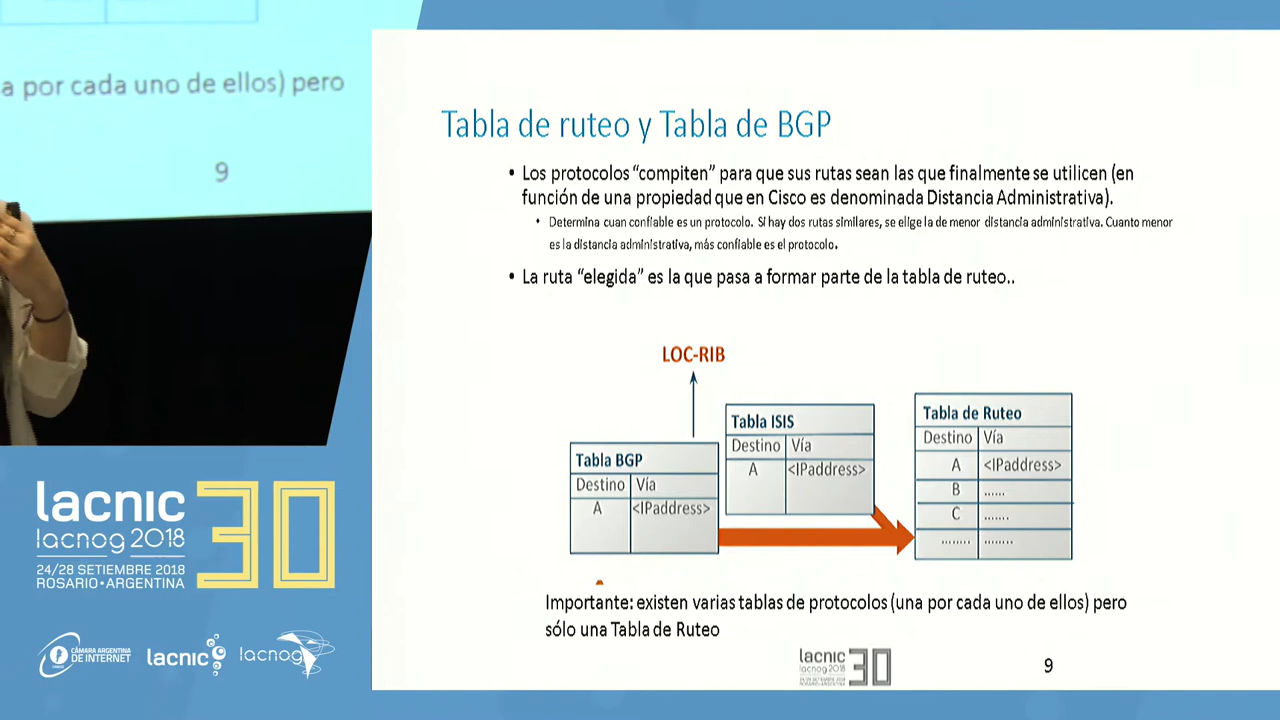 a por cada uno de ellos) pero
9
Tabla de ruteo y Tabla de BGP
• Los protocolos “compiten” para que sus rutas sean las que finalmente se utilicen (en
función de una propiedad que en Cisco es denominada Distancia Administrativa).
• Determina cuan confiable es un protocolo. Si hay dos rutas similares, se elige la de menor distancia administrativa. Cuanto menor
es la distancia administrativa, más confiable es el protocolo.
• La ruta “elegida” es la que pasa a formar parte de la tabla de ruteo..
LOC-RIB
Tabla BGP
Destino Vía
A <IPaddress>
Tabla ISIS
Destino Vía
A <IPaddress>
Tabla de Ruteo
Destino Vía
A <IPaddress>
B ......
C .......
........ ........
Importante: existen varias tablas de protocolos (una por cada uno de ellos) pero
sólo una Tabla de Ruteo
lacnic 30
lacnog 2018
9
lacnic 30
lacnog 2018
24/28 SETIEMBRE 2018
ROSARIO • ARGENTINA
CÁMARA ARGENTINA
DE INTERNET
lacnic
lacnog